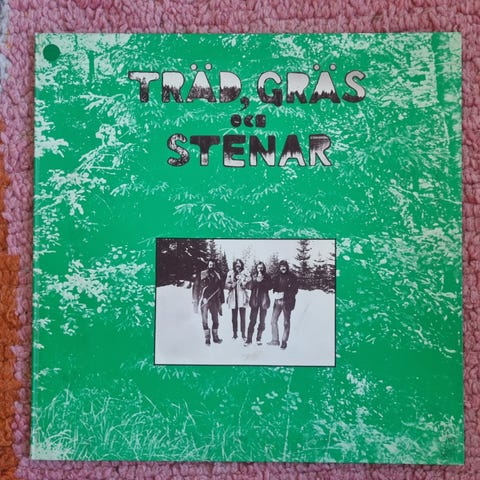 TRÄD, GRÄS
OCH
STENAR